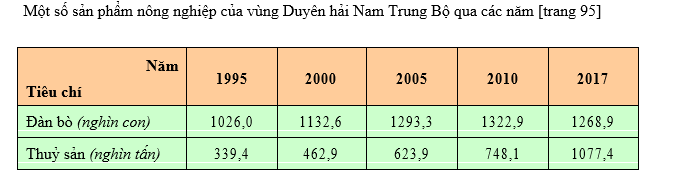 Một số sản phẩm nông nghiệp của vùng Duyên hải Nam Trung Bộ qua các năm [trang 95]
Năm
Tiêu chí
1995 2000 2005 2010 2017
Đàn bò (nghìn con) 1026,0 1132,6 1293,3 1322,9 1268,9
Thuỷ sản (nghìn tấn) 339,4 462,9 623,9 748,1 1077,4